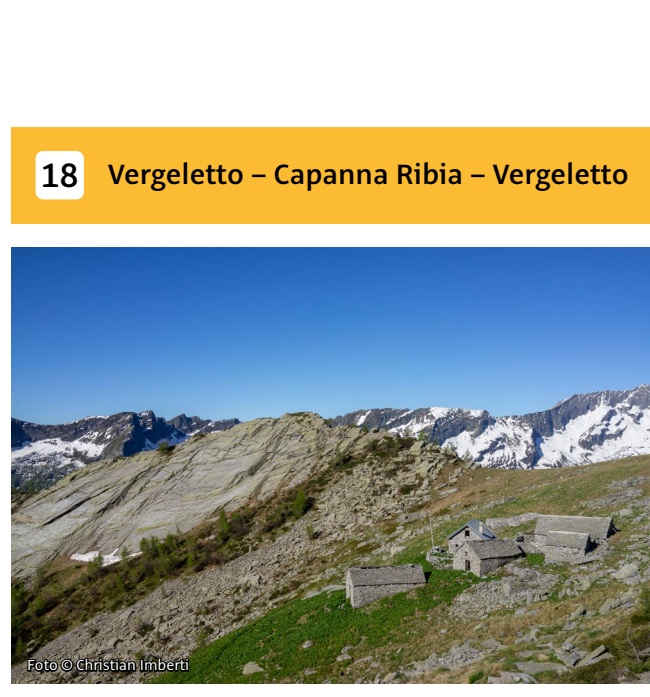 18 Vergeletto – Capanna Ribia – Vergeletto
Foto © Christian Imberti